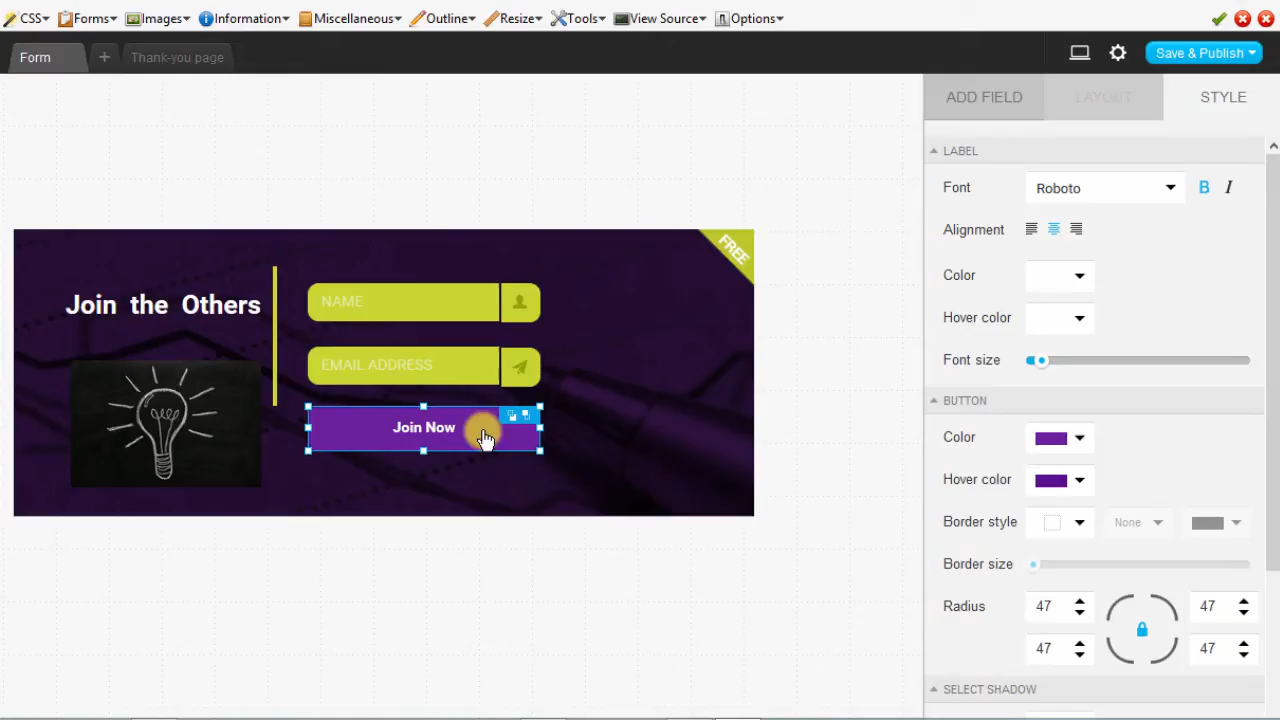 CSS Forms Images Information Miscellaneous Outline Resize Tools View Source Options
Form + Thank-you page Save & Publish
ADD FIELD LAYOUT STYLE
LABEL
Font Roboto B I
Alignment
Color
Hover color
Font size
BUTTON
Color
Hover color
Border style None
Border size
Radius 47 47
47 47
SELECT SHADOW
FREE
Join the Others
NAME
EMAIL ADDRESS
Join Now